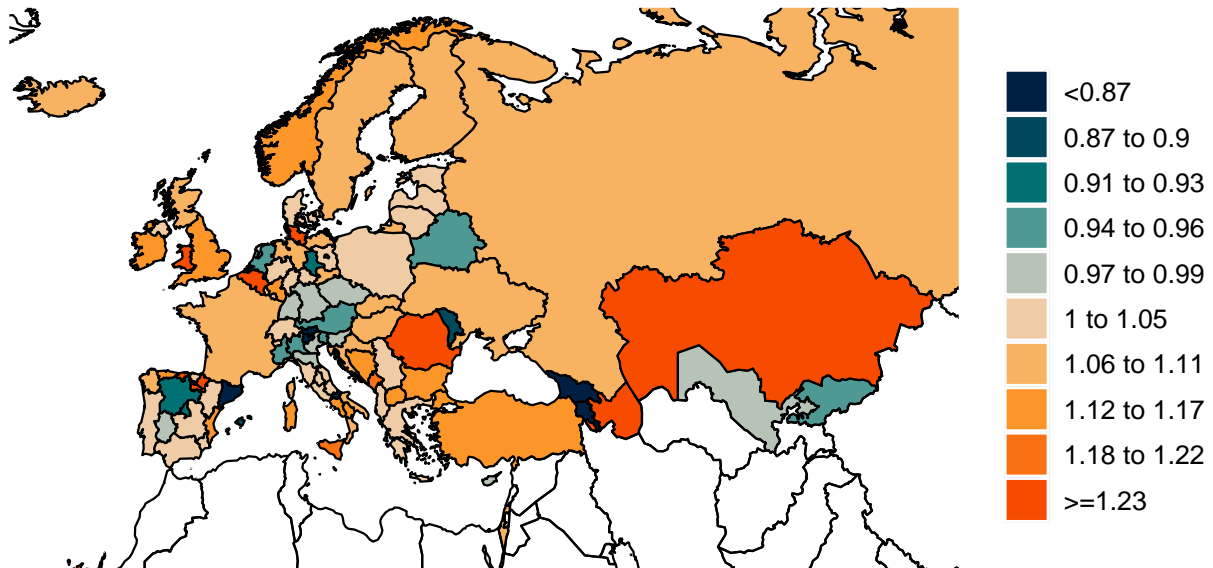 <0.87
0.87 to 0.9
0.91 to 0.93
0.94 to 0.96
0.97 to 0.99
1 to 1.05
1.06 to 1.11
1.12 to 1.17
1.18 to 1.22
>=1.23